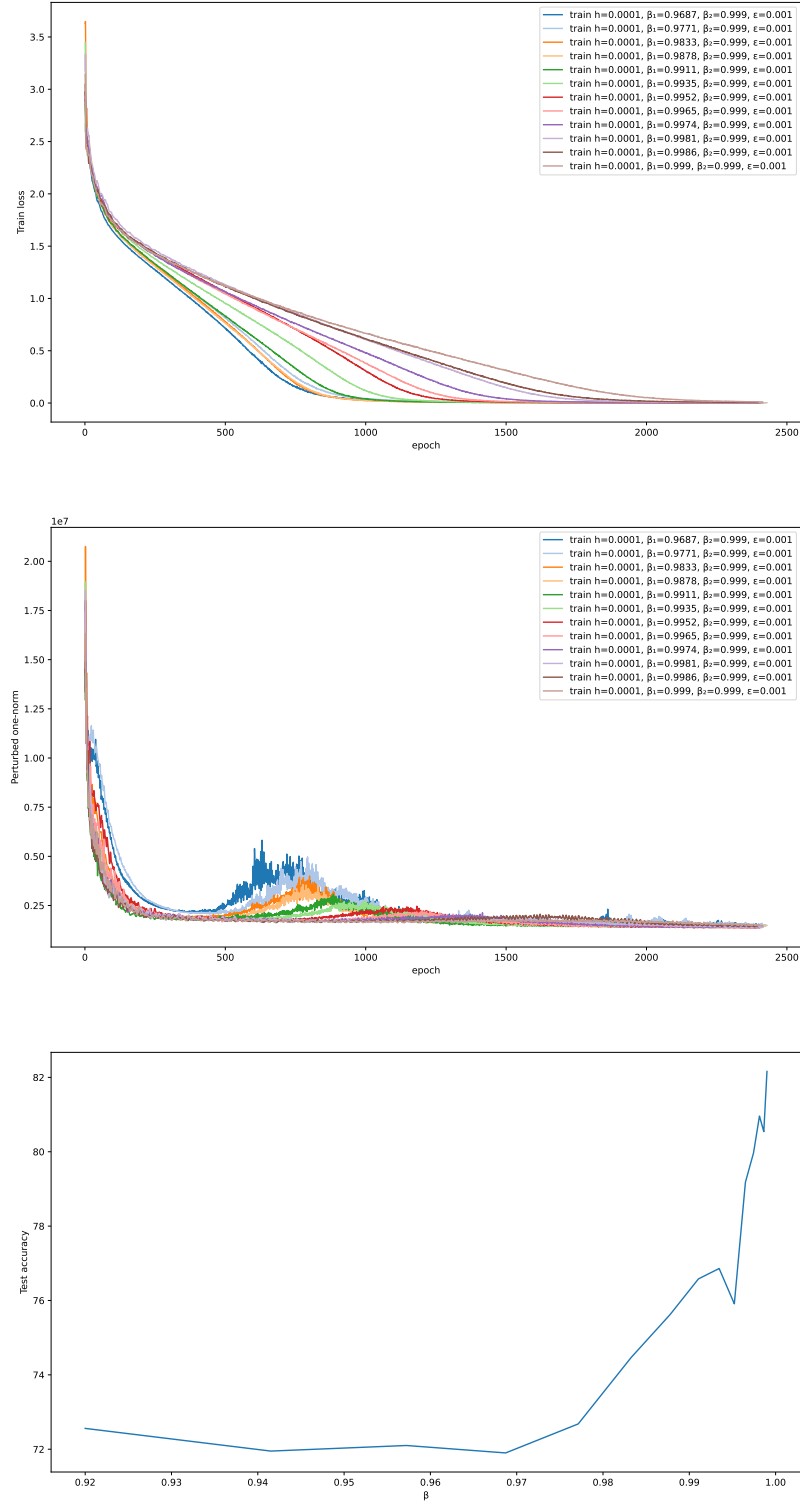 3.5
3.0
2.5
2.0
1.5
1.0
0.5
0.0
Train loss
0
500
1000
1500
2000
2500
epoch
train h=0.0001, β₁=0.9687, β₂=0.999, ε=0.001
train h=0.0001, β₁=0.9771, β₂=0.999, ε=0.001
train h=0.0001, β₁=0.9833, β₂=0.999, ε=0.001
train h=0.0001, β₁=0.9878, β₂=0.999, ε=0.001
train h=0.0001, β₁=0.9911, β₂=0.999, ε=0.001
train h=0.0001, β₁=0.9935, β₂=0.999, ε=0.001
train h=0.0001, β₁=0.9952, β₂=0.999, ε=0.001
train h=0.0001, β₁=0.9965, β₂=0.999, ε=0.001
train h=0.0001, β₁=0.9974, β₂=0.999, ε=0.001
train h=0.0001, β₁=0.9981, β₂=0.999, ε=0.001
train h=0.0001, β₁=0.9986, β₂=0.999, ε=0.001
train h=0.0001, β₁=0.999, β₂=0.999, ε=0.001
1e7
2.00
1.75
1.50
1.25
1.00
0.75
0.50
0.25
Perturbed one-norm
0
500
1000
1500
2000
2500
epoch
train h=0.0001, β₁=0.9687, β₂=0.999, ε=0.001
train h=0.0001, β₁=0.9771, β₂=0.999, ε=0.001
train h=0.0001, β₁=0.9833, β₂=0.999, ε=0.001
train h=0.0001, β₁=0.9878, β₂=0.999, ε=0.001
train h=0.0001, β₁=0.9911, β₂=0.999, ε=0.001
train h=0.0001, β₁=0.9935, β₂=0.999, ε=0.001
train h=0.0001, β₁=0.9952, β₂=0.999, ε=0.001
train h=0.0001, β₁=0.9965, β₂=0.999, ε=0.001
train h=0.0001, β₁=0.9974, β₂=0.999, ε=0.001
train h=0.0001, β₁=0.9981, β₂=0.999, ε=0.001
train h=0.0001, β₁=0.9986, β₂=0.999, ε=0.001
train h=0.0001, β₁=0.999, β₂=0.999, ε=0.001
82
80
78
76
74
72
Test accuracy
0.92
0.93
0.94
0.95
0.96
0.97
0.98
0.99
1.00
β